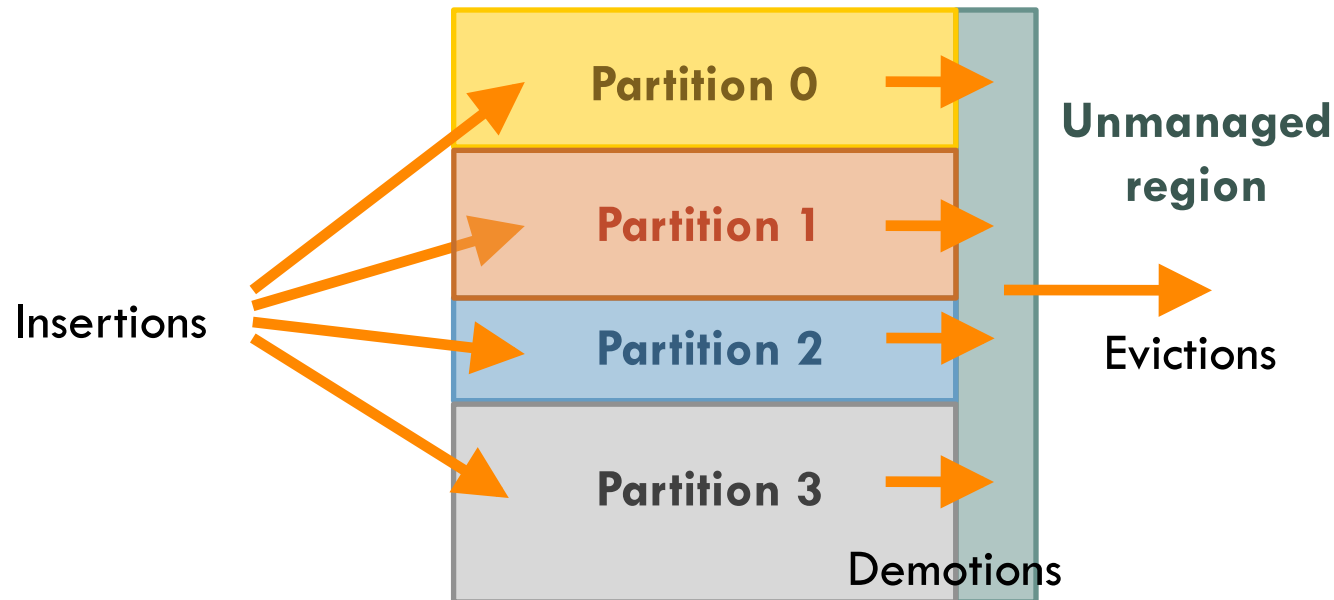 Partition 0
Unmanaged
region
Partition 1
Insertions
Partition 2
Evictions
Partition 3
Demotions